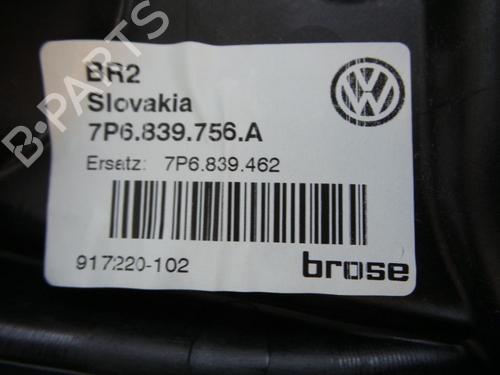 BR2
Slovakia
7P6.839.756.A
Ersatz: 7P6.839.462
917220-102
brose
B-PARTS